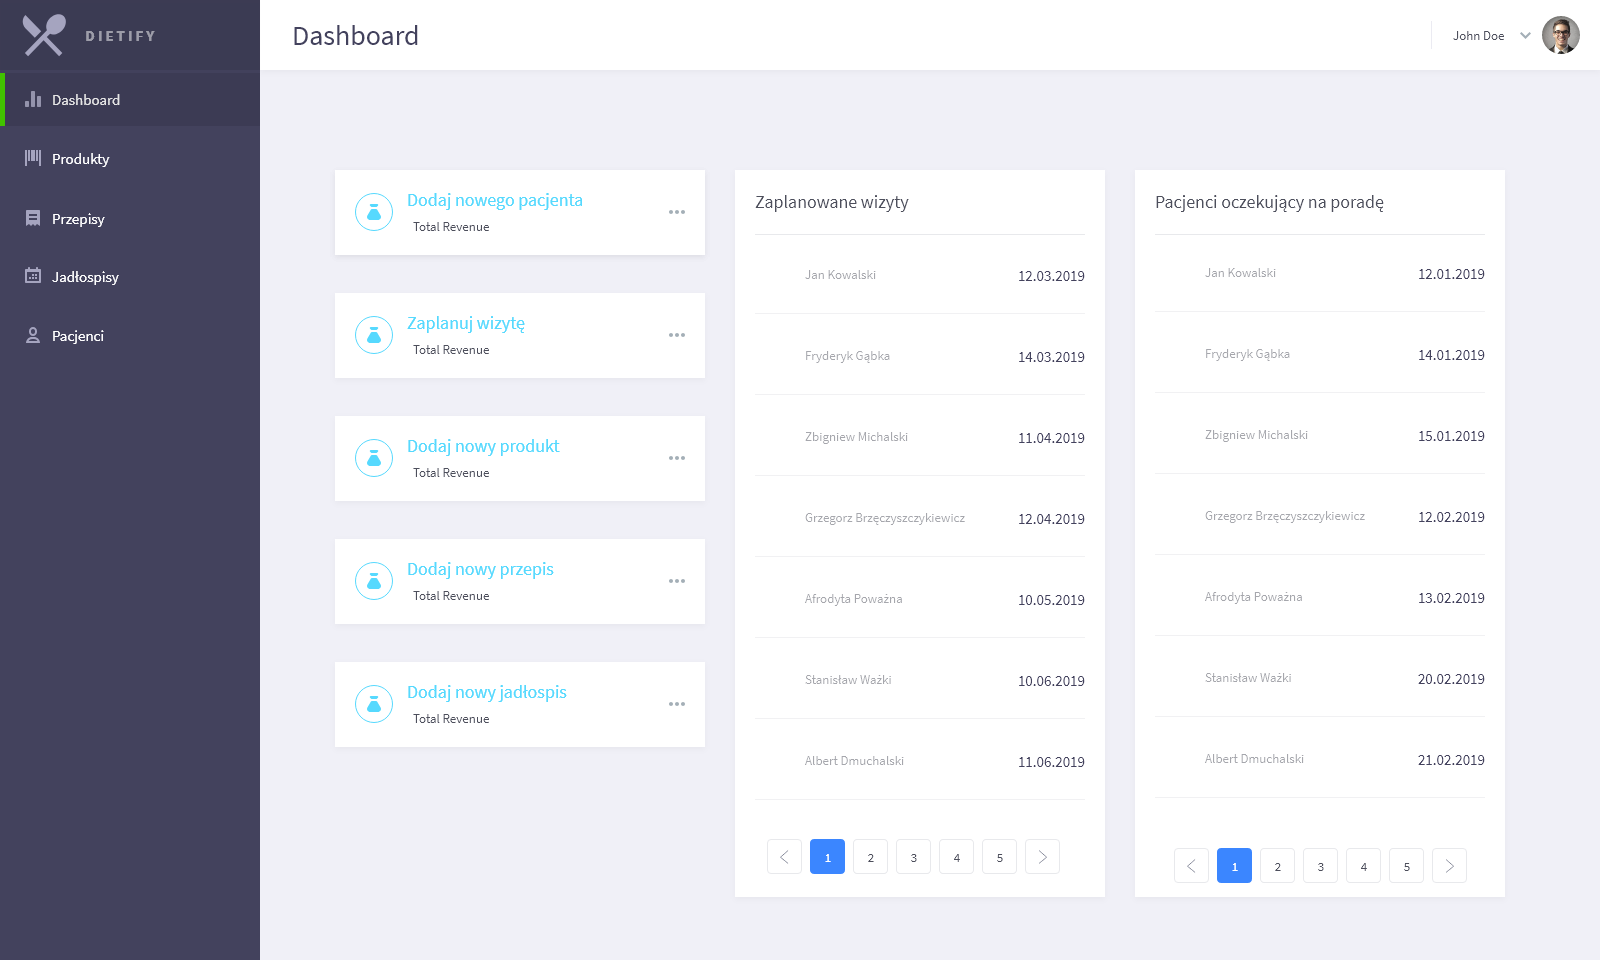 DIETIFY
Dashboard
John Doe
Dashboard
Produkty
Przepisy
Jadłospisy
Pacjenci
Dodaj nowego pacjenta
Total Revenue
Zaplanuj wizytę
Total Revenue
Dodaj nowy produkt
Total Revenue
Dodaj nowy przepis
Total Revenue
Dodaj nowy jadłospis
Total Revenue
Zaplanowane wizyty
Jan Kowalski 12.03.2019
Fryderyk Gąbka 14.03.2019
Zbigniew Michalski 11.04.2019
Grzegorz Brzęczyszczykiewicz 12.04.2019
Afrodyta Poważna 10.05.2019
Stanisław Ważki 10.06.2019
Albert Dmuchalski 11.06.2019
1 2 3 4 5
Pacjenci oczekujący na poradę
Jan Kowalski 12.01.2019
Fryderyk Gąbka 14.01.2019
Zbigniew Michalski 15.01.2019
Grzegorz Brzęczyszczykiewicz 12.02.2019
Afrodyta Poważna 13.02.2019
Stanisław Ważki 20.02.2019
Albert Dmuchalski 21.02.2019
1 2 3 4 5